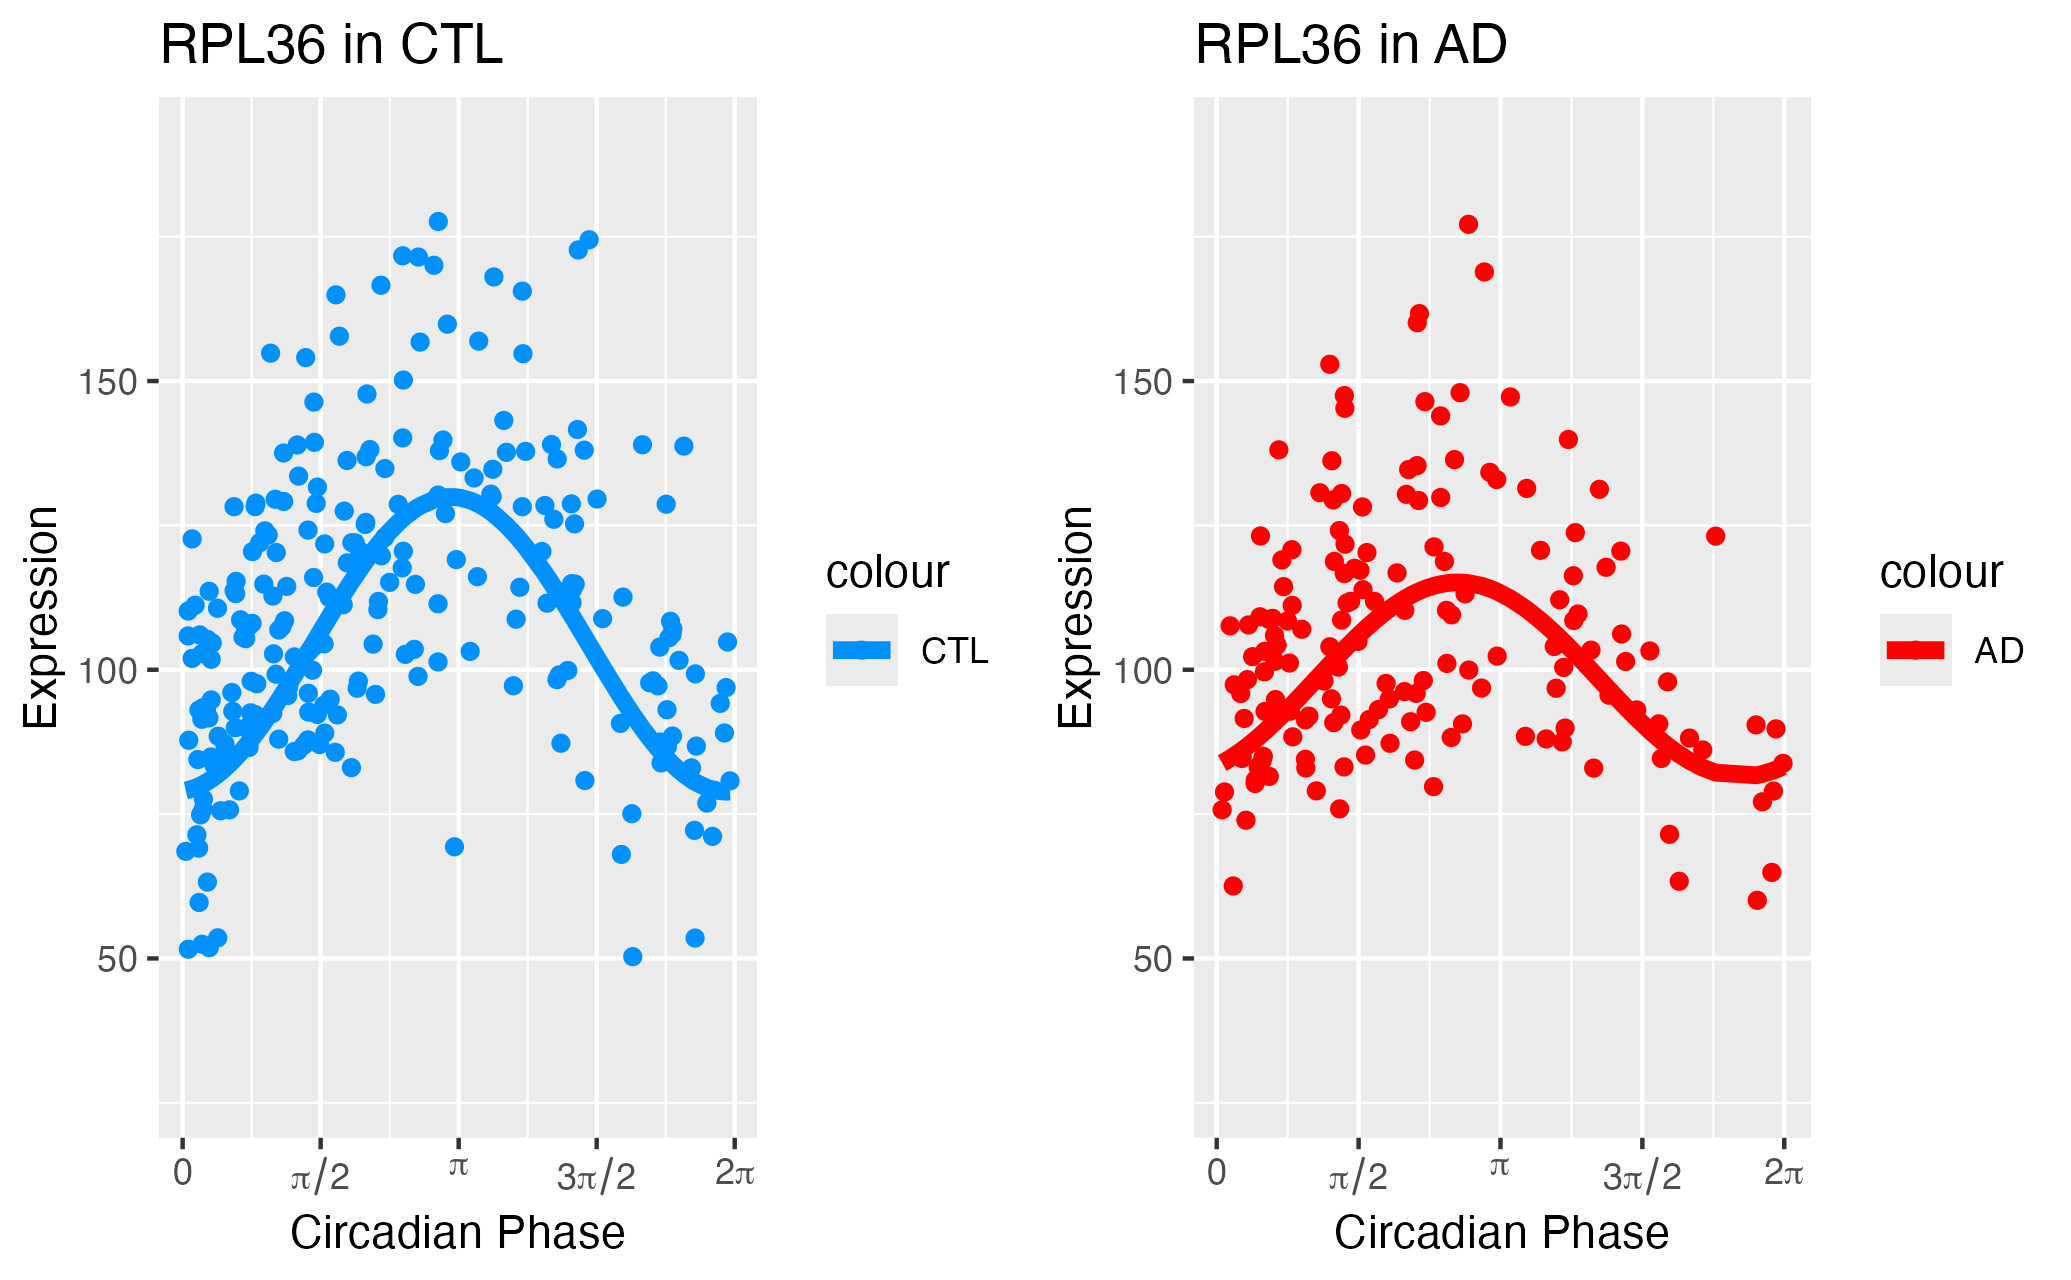 RPL36 in CTL
Expression
150
100
50
0 π/2 π 3π/2 2π
Circadian Phase
colour
CTL
RPL36 in AD
Expression
150
100
50
0 π/2 π 3π/2 2π
Circadian Phase
colour
AD